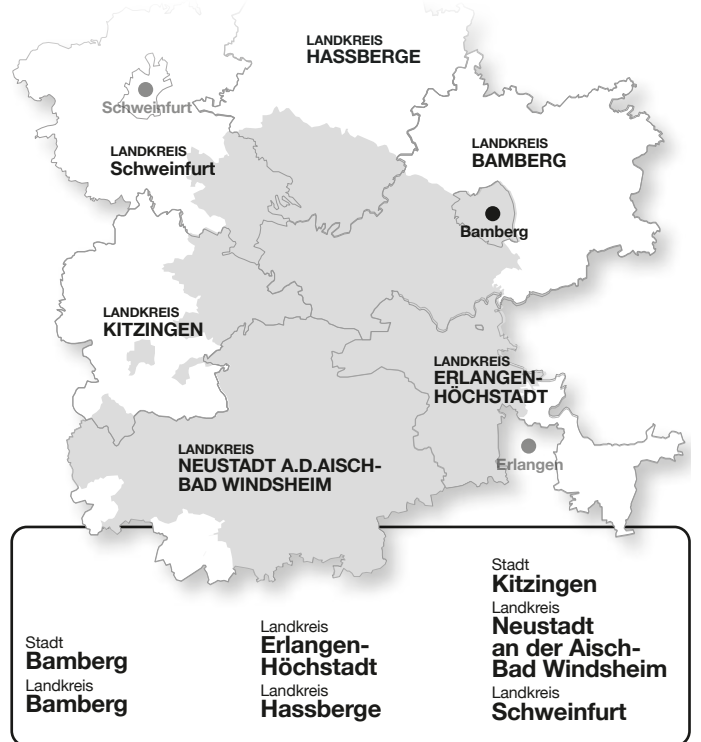 LANDKREIS
HASSBERGE
Schweinfurt
LANDKREIS
Schweinfurt
LANDKREIS
BAMBERG
Bamberg
LANDKREIS
KITZINGEN
LANDKREIS
ERLANGEN-
HÖCHSTADT
LANDKREIS
NEUSTADT A.D.AISCH-
BAD WINDSHEIM
Erlangen
Stadt
Bamberg
Landkreis
Bamberg
Landkreis
Erlangen-
Höchstadt
Landkreis
Hassberge
Stadt
Kitzingen
Landkreis
Neustadt
an der Aisch-
Bad Windsheim
Landkreis
Schweinfurt